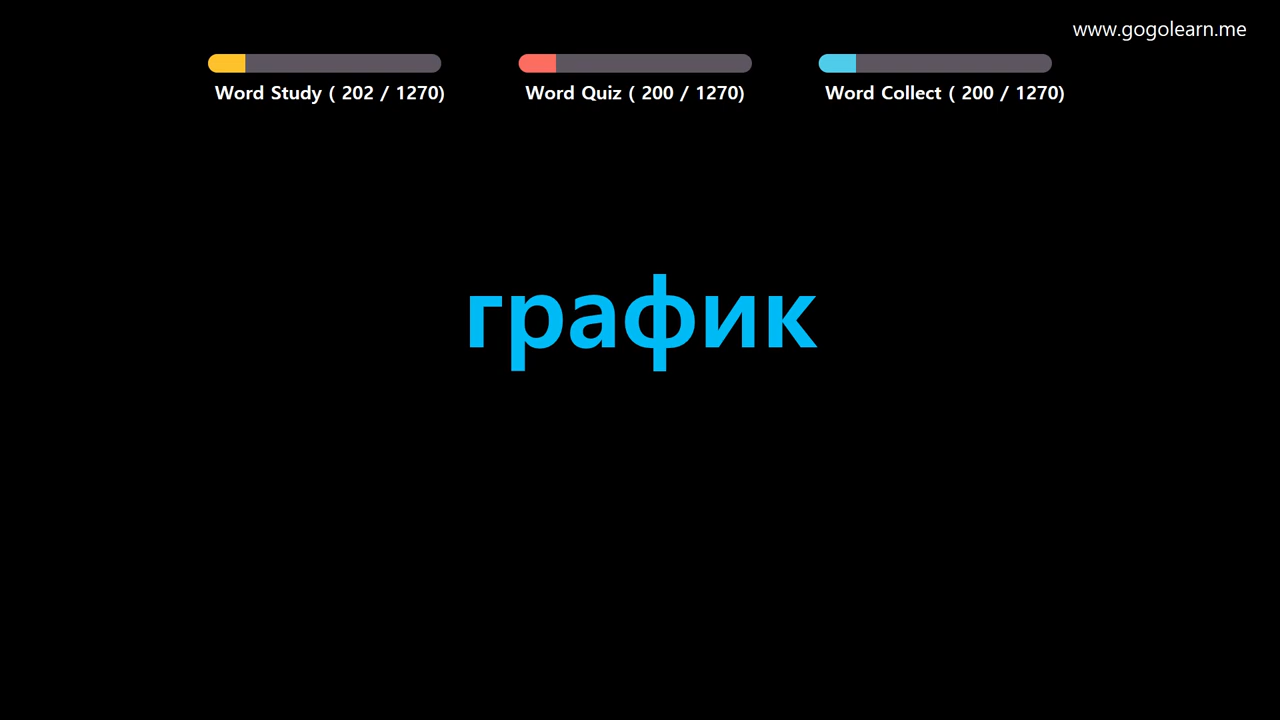 www.gogolearn.me
Word Study ( 202 / 1270)
Word Quiz ( 200 / 1270)
Word Collect ( 200 / 1270)
график